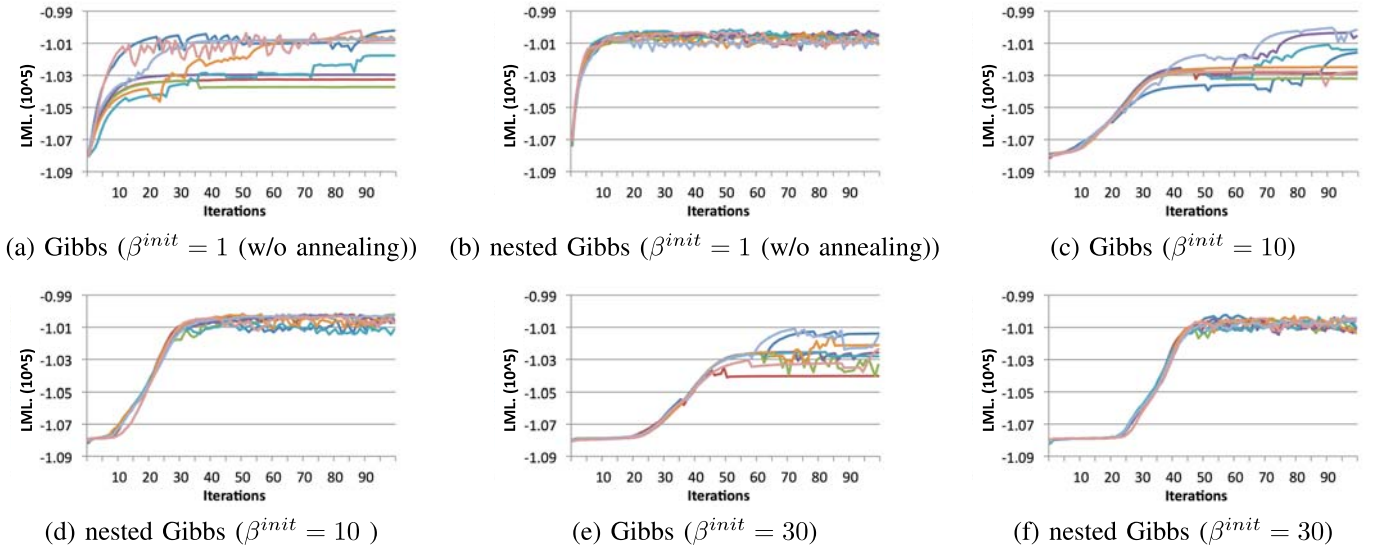 -0.99
-1.01
-1.03
-1.05
-1.07
-1.09
LML. (10^5)
10 20 30 40 50 60 70 80 90
Iterations
(a) Gibbs (β^init = 1 (w/o annealing))
-0.99
-1.01
-1.03
-1.05
-1.07
-1.09
LML. (10^5)
10 20 30 40 50 60 70 80 90
Iterations
(b) nested Gibbs (β^init = 1 (w/o annealing))
-0.99
-1.01
-1.03
-1.05
-1.07
-1.09
LML. (10^5)
10 20 30 40 50 60 70 80 90
Iterations
(c) Gibbs (β^init = 10)
-0.99
-1.01
-1.03
-1.05
-1.07
-1.09
LML. (10^5)
10 20 30 40 50 60 70 80 90
Iterations
(d) nested Gibbs (β^init = 10 )
-0.99
-1.01
-1.03
-1.05
-1.07
-1.09
LML. (10^5)
10 20 30 40 50 60 70 80 90
Iterations
(e) Gibbs (β^init = 30)
-0.99
-1.01
-1.03
-1.05
-1.07
-1.09
LML. (10^5)
10 20 30 40 50 60 70 80 90
Iterations
(f) nested Gibbs (β^init = 30)